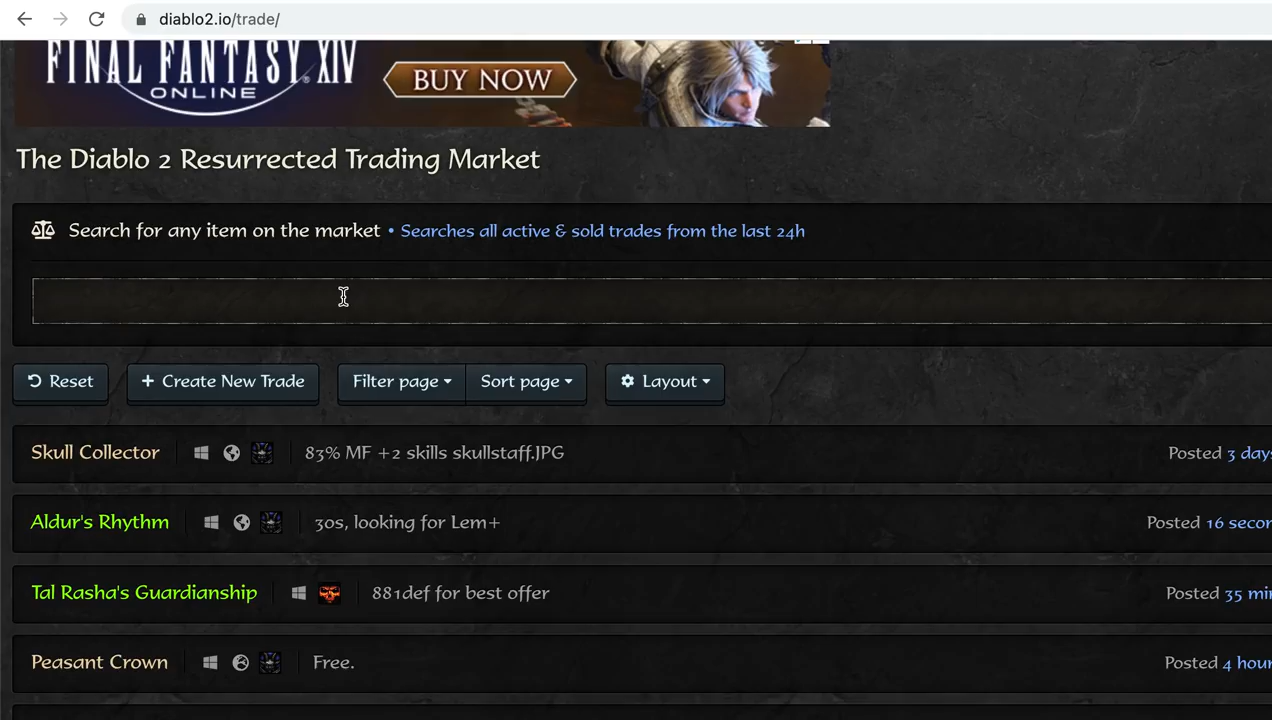 diablo2.io/trade/
FINAL FANTASY XIV
ONLINE
BUY NOW
The Diablo 2 Resurrected Trading Market
Search for any item on the market • Searches all active & sold trades from the last 24h
Reset
+ Create New Trade
Filter page
Sort page
Layout
Skull Collector 83% MF +2 skills skullstaff.JPG Posted 3 days
Aldur's Rhythm 3os, looking for Lem+ Posted 16 secon
Tal Rasha's Guardianship 881def for best offer Posted 35 min
Peasant Crown Free. Posted 4 hour